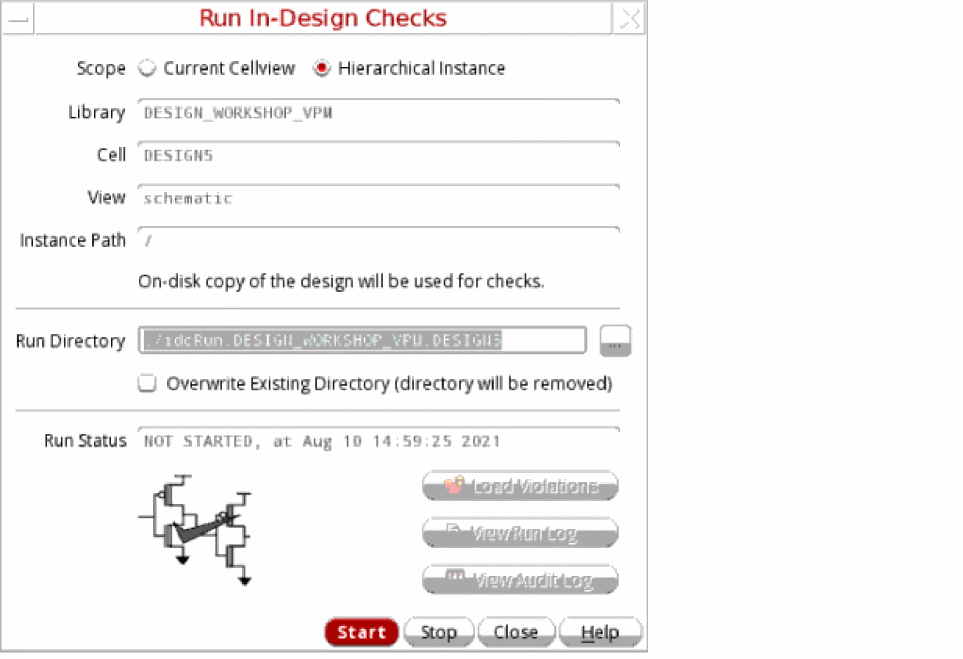 Run In-Design Checks
Scope Current Cellview Hierarchical Instance
Library DESIGN_WORKSHOP_VPW
Cell DESIGN5
View schematic
Instance Path /
On-disk copy of the design will be used for checks.
Run Directory ./idcRun.DESIGN_WORKSHOP_VPW.DESIGN5 ...
Overwrite Existing Directory (directory will be removed)
Run Status NOT STARTED, at Aug 10 14:59:25 2021
Load Violations
View Run Log
View Audit Log
Start Stop Close Help